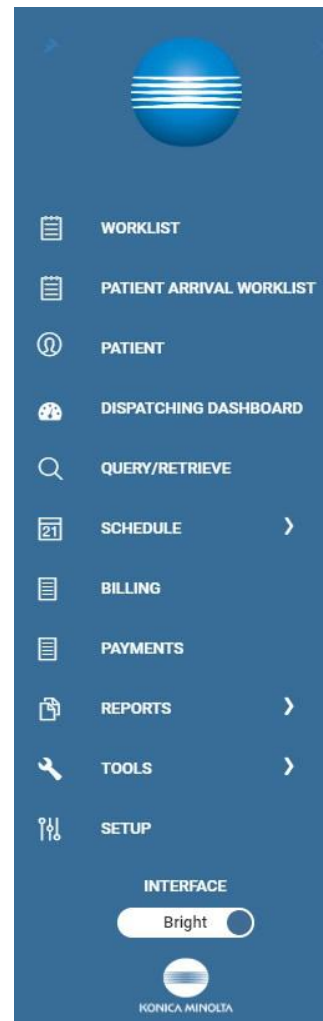 WORKLIST
PATIENT ARRIVAL WORKLIST
PATIENT
DISPATCHING DASHBOARD
QUERY/RETRIEVE
21
SCHEDULE
BILLING
PAYMENTS
REPORTS
TOOLS
SETUP
INTERFACE
Bright
KONICA MINOLTA